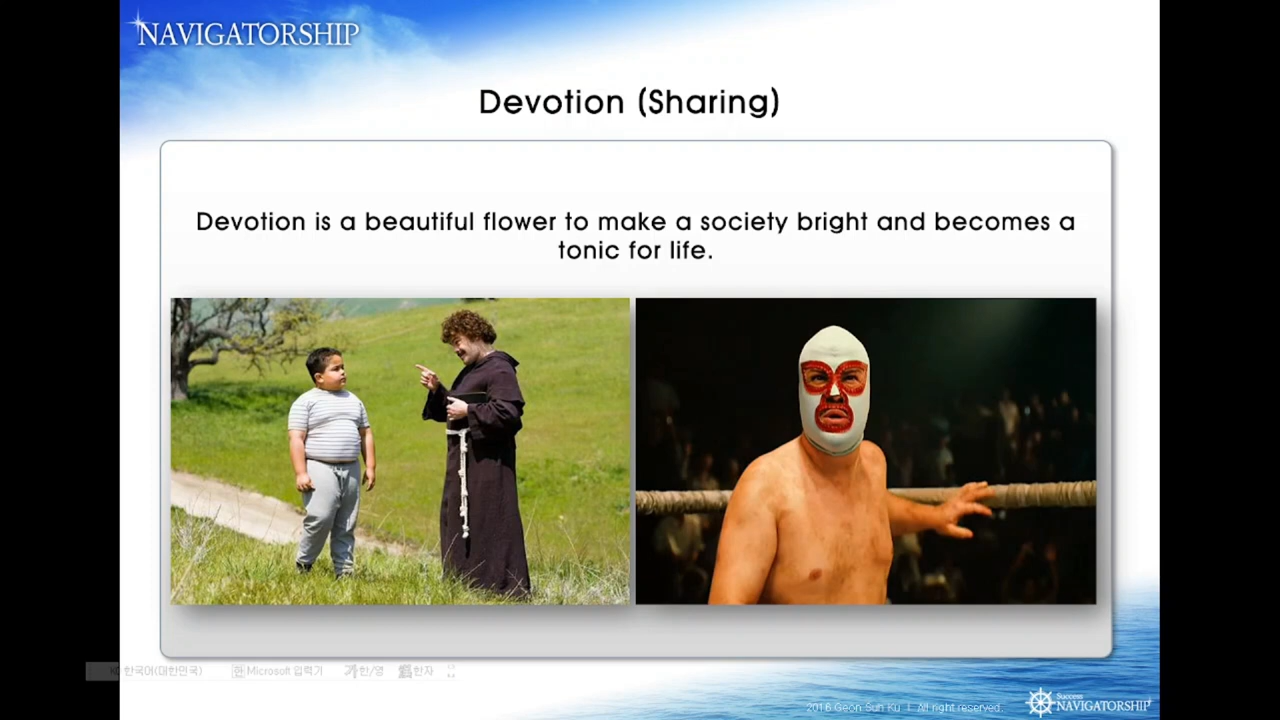 NAVIGATORSHIP
Devotion (Sharing)
Devotion is a beautiful flower to make a society bright and becomes a
tonic for life.
한국어(대한민국) Microsoft 입력기 한/영 한자
2016 Geon Sun Ku | All right reserved.
Success
NAVIGATORSHIP